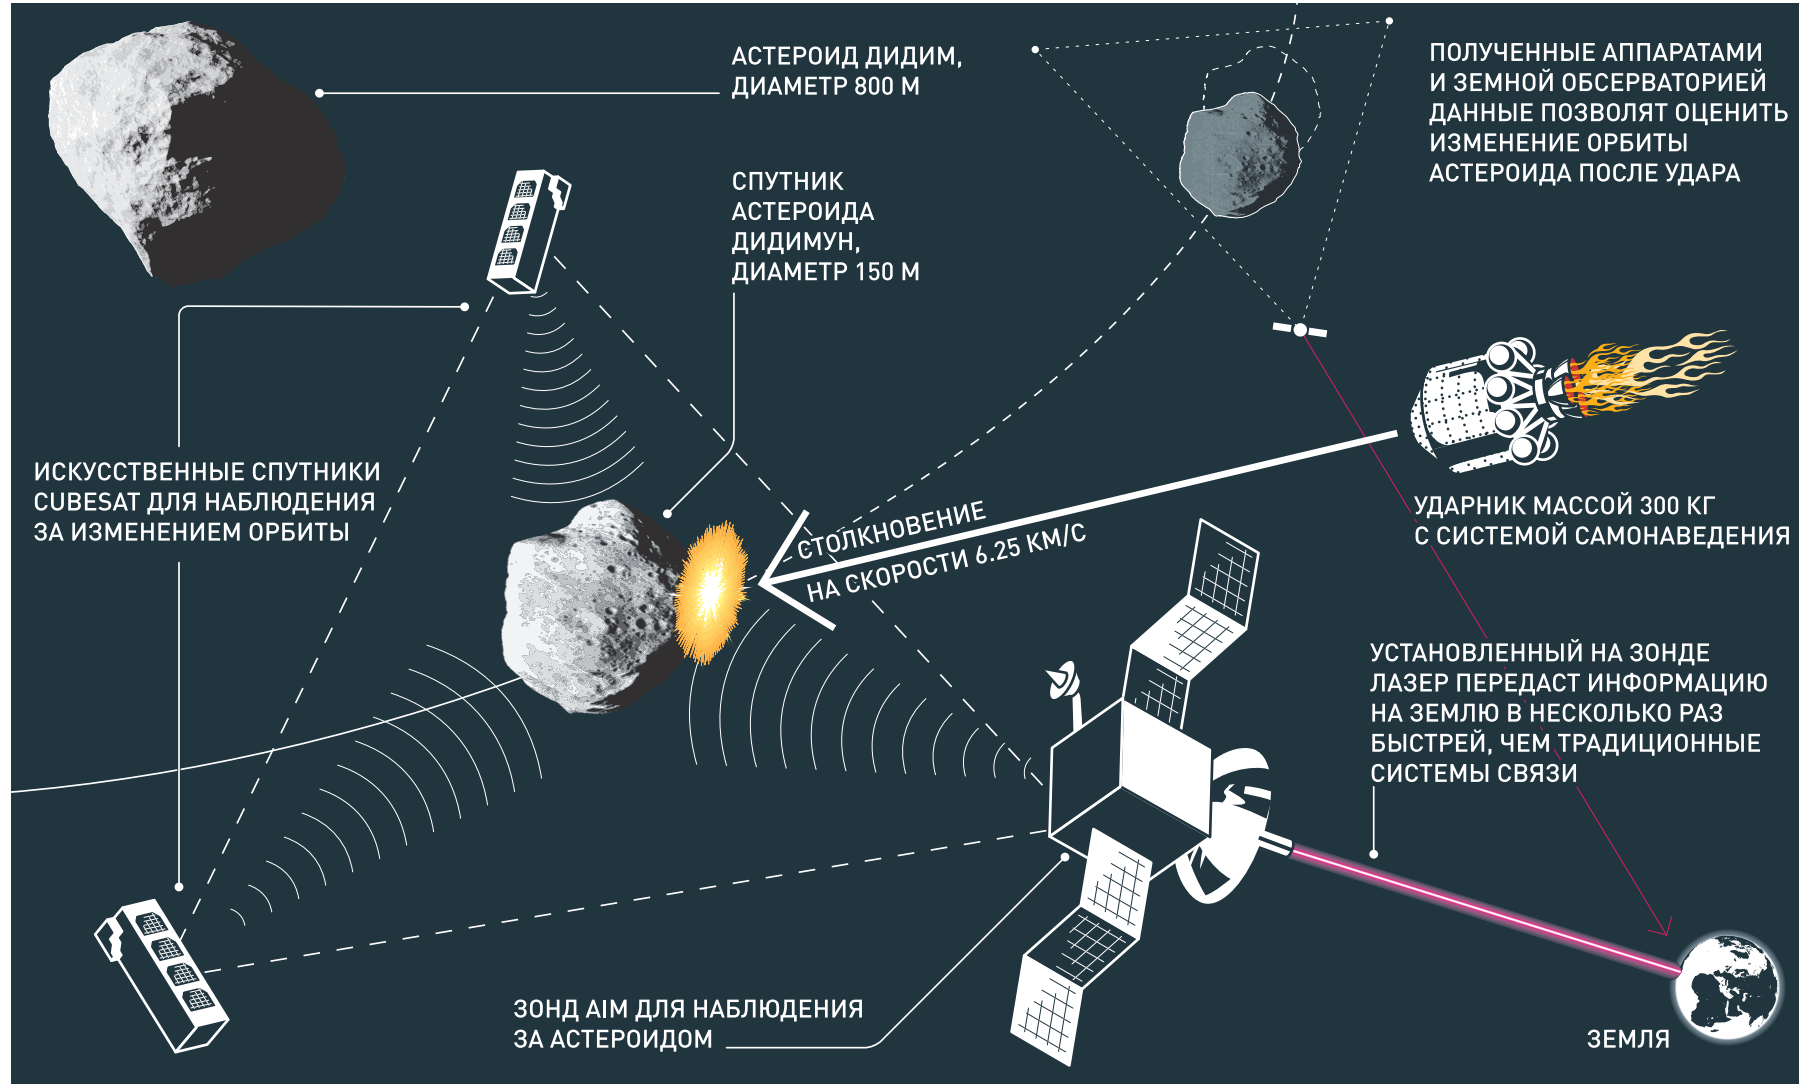 АСТЕРОИД ДИДИМ,
ДИАМЕТР 800 М
ПОЛУЧЕННЫЕ АППАРАТАМИ
И ЗЕМНОЙ ОБСЕРВАТОРИЕЙ
ДАННЫЕ ПОЗВОЛЯТ ОЦЕНИТЬ
ИЗМЕНЕНИЕ ОРБИТЫ
АСТЕРОИДА ПОСЛЕ УДАРА
СПУТНИК
АСТЕРОИДА
ДИДИМУН,
ДИАМЕТР 150 М
ИСКУССТВЕННЫЕ СПУТНИКИ
CUBESAT ДЛЯ НАБЛЮДЕНИЯ
ЗА ИЗМЕНЕНИЕМ ОРБИТЫ
СТОЛКНОВЕНИЕ
НА СКОРОСТИ 6.25 КМ/С
УДАРНИК МАССОЙ 300 КГ
С СИСТЕМОЙ САМОНАВЕДЕНИЯ
УСТАНОВЛЕННЫЙ НА ЗОНДЕ
ЛАЗЕР ПЕРЕДАСТ ИНФОРМАЦИЮ
НА ЗЕМЛЮ В НЕСКОЛЬКО РАЗ
БЫСТРЕЙ, ЧЕМ ТРАДИЦИОННЫЕ
СИСТЕМЫ СВЯЗИ
ЗОНД AIM ДЛЯ НАБЛЮДЕНИЯ
ЗА АСТЕРОИДОМ
ЗЕМЛЯ